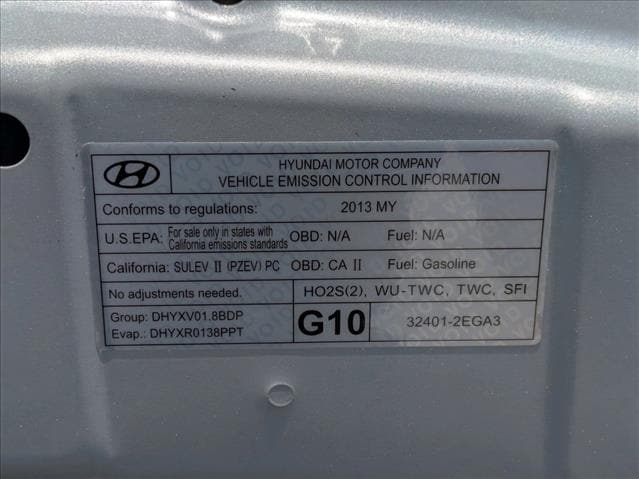 HYUNDAI MOTOR COMPANY
VEHICLE EMISSION CONTROL INFORMATION
Conforms to regulations: 2013 MY
U.S.EPA: For sale only in states with California emissions standards OBD: N/A Fuel: N/A
California: SULEV II (PZEV) PC OBD: CA II Fuel: Gasoline
No adjustments needed. HO2S(2), WU-TWC, TWC, SFI
Group: DHYXV01.8BDP
Evap.: DHYXR0138PPT
G10 32401-2EGA3